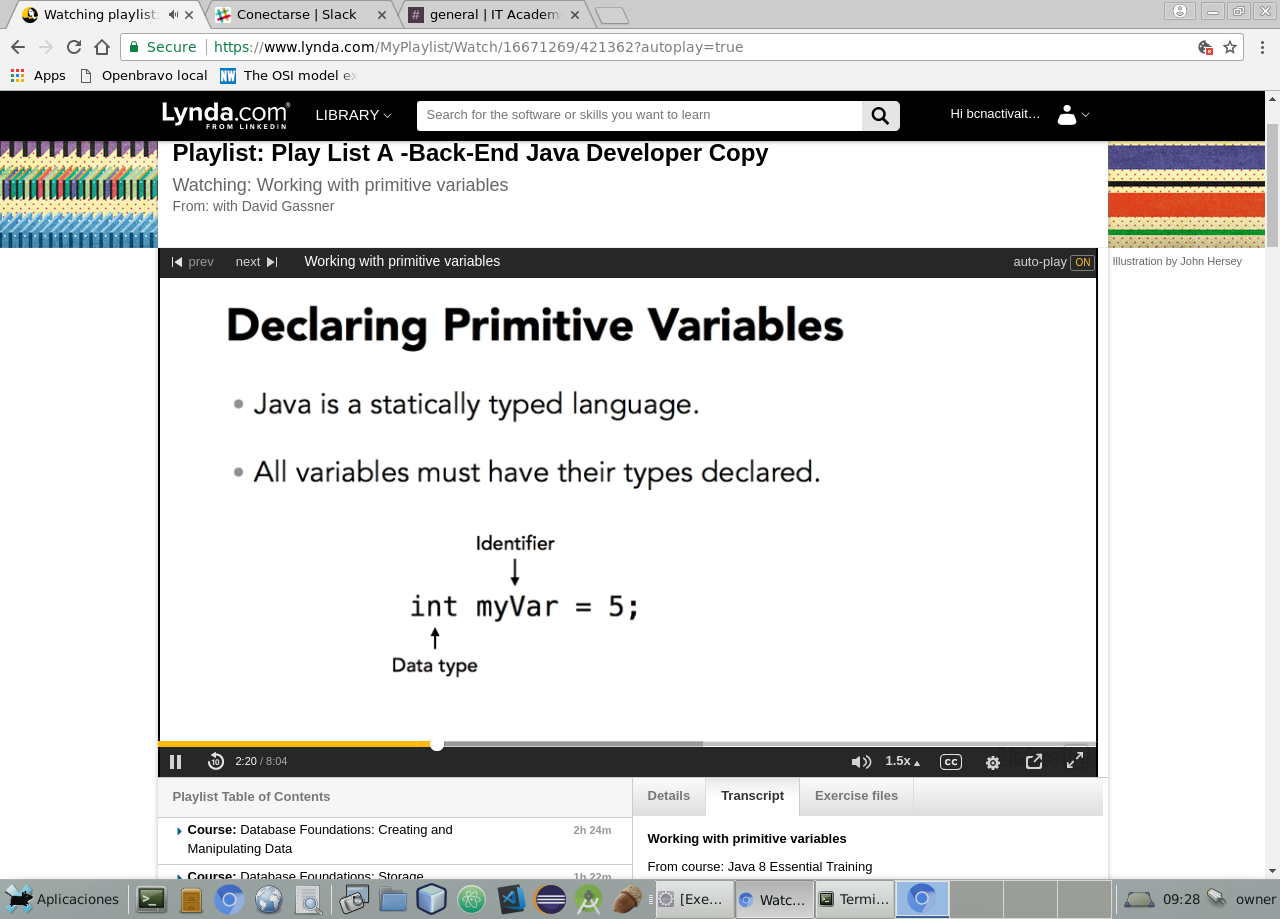 Watching playlist:
Conectarse | Slack
general | IT Academ
Secure
https://www.lynda.com/MyPlaylist/Watch/16671269/421362?autoplay=true
Apps
Openbravo local
NW
The OSI model ex
Lynda.com®
FROM LINKEDIN
LIBRARY
Search for the software or skills you want to learn
Hi bcnactivait...
Playlist: Play List A -Back-End Java Developer Copy
Watching: Working with primitive variables
From: with David Gassner
Illustration by John Hersey
prev
next
Working with primitive variables
auto-play ON
Declaring Primitive Variables
• Java is a statically typed language.
• All variables must have their types declared.
Identifier
int myVar = 5;
Data type
10
2:20 / 8:04
1.5x
CC
Playlist Table of Contents
Details
Transcript
Exercise files
Course: Database Foundations: Creating and
Manipulating Data
2h 24m
Course: Database Foundations: Storage
1h 22m
Working with primitive variables
From course: Java 8 Essential Training
Aplicaciones
[Exe...
Watc...
Termi...
09:28
owner